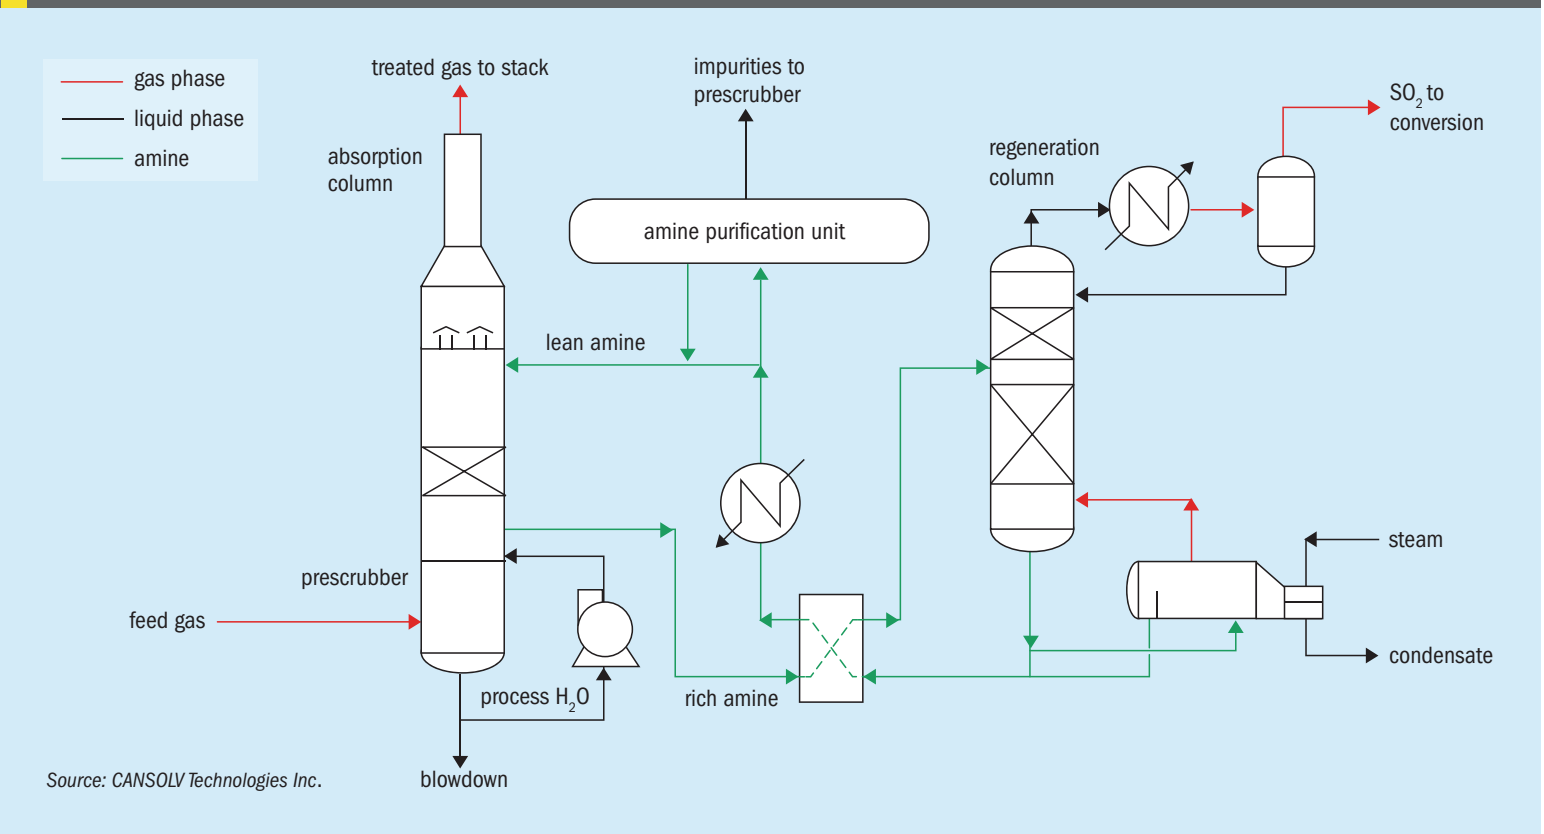 gas phase
liquid phase
amine
treated gas to stack
absorption
column
impurities to
prescrubber
amine purification unit
regeneration
column
SO2 to
conversion
lean amine
prescrubber
feed gas
process H2O
rich amine
steam
condensate
blowdown
Source: CANSOLV Technologies Inc.